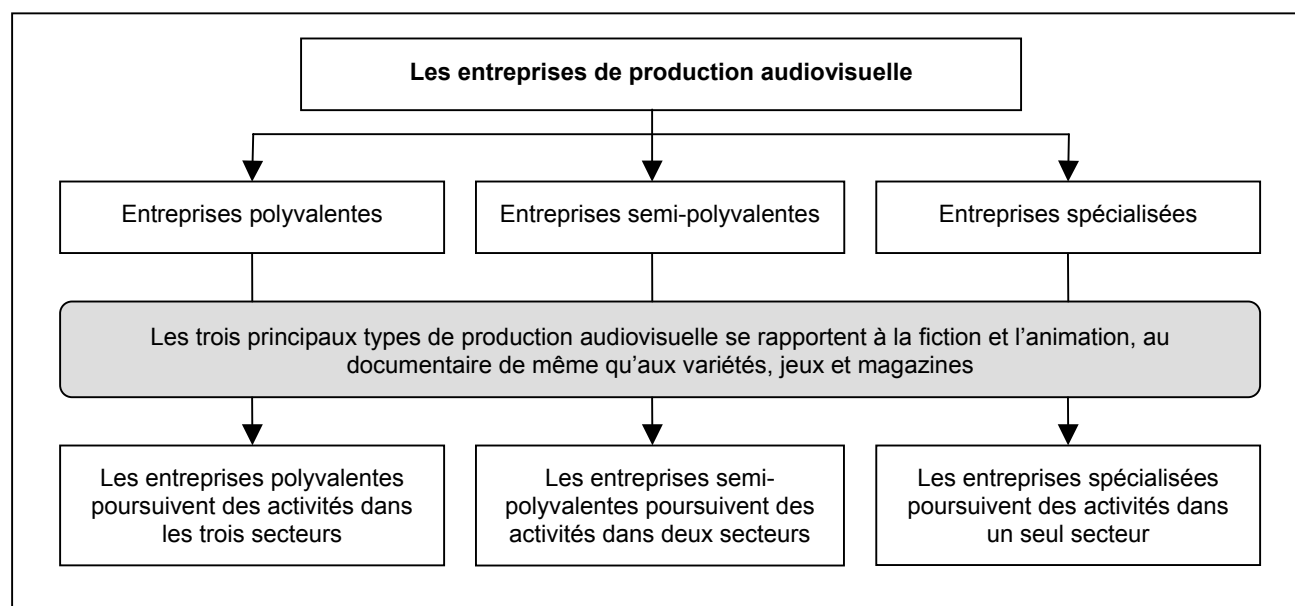 Les entreprises de production audiovisuelle
Entreprises polyvalentes
Entreprises semi-polyvalentes
Entreprises spécialisées
Les trois principaux types de production audiovisuelle se rapportent à la fiction et l’animation, au
documentaire de même qu’aux variétés, jeux et magazines
Les entreprises polyvalentes
poursuivent des activités dans
les trois secteurs
Les entreprises semi-
polyvalentes poursuivent des
activités dans deux secteurs
Les entreprises spécialisées
poursuivent des activités dans
un seul secteur